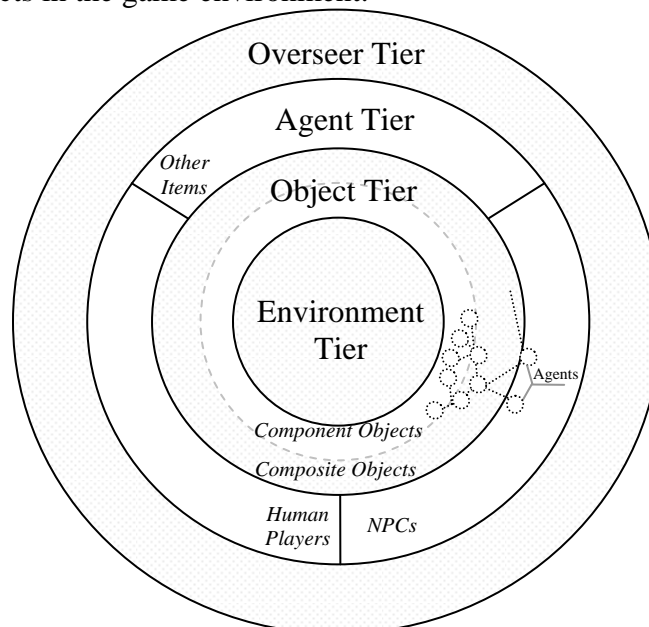 in the game environment.
Overseer Tier
Agent Tier
Other
Items
Object Tier
Environment
Tier
Agents
Component Objects
Composite Objects
Human
Players
NPCs